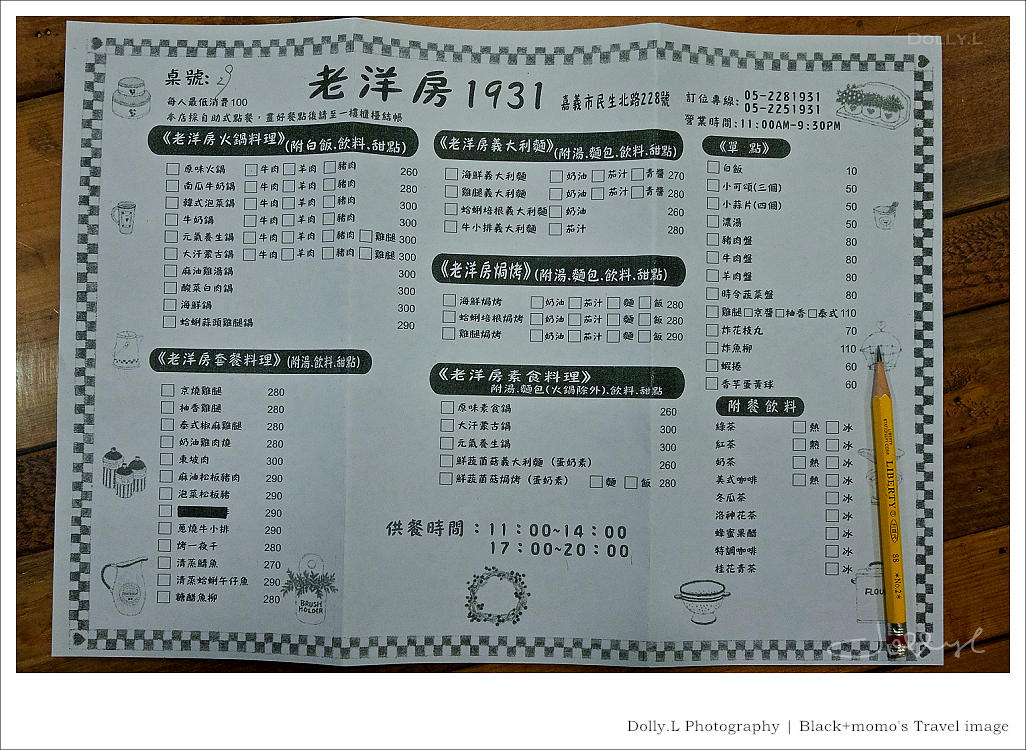 DOLLY.L
桌號: 29
老洋房1931
嘉義市民生北路228號
訂位專線: 05-2281931
05-2251931
營業時間:11:00AM-9:30PM
每人最低消費100
本店採自助式點餐，畫好餐點後請至一樓櫃檯結帳
《老洋房火鍋料理》(附白飯.飲料.甜點)
原味火鍋 牛肉 羊肉 豬肉 260
南瓜牛奶鍋 牛肉 羊肉 豬肉 280
韓式泡菜鍋 牛肉 羊肉 豬肉 300
牛奶鍋 牛肉 羊肉 豬肉 300
元氣養生鍋 牛肉 羊肉 豬肉 雞腿 300
大汗蒙古鍋 牛肉 羊肉 豬肉 雞腿 300
麻油雞湯鍋 300
酸菜白肉鍋 300
海鮮鍋 300
蛤蜊蒜頭雞腿鍋 290
《老洋房套餐料理》(附湯.飲料.甜點)
京燒雞腿 280
柚香雞腿 280
泰式椒麻雞腿 280
奶油雞肉燒 280
東坡肉 300
麻油松板豬肉 290
泡菜松板豬 290
290
蔥燒牛小排 290
烤一夜干 280
清蒸鱈魚 270
清蒸蛤蜊午仔魚 290
糖醋魚柳 280
《老洋房義大利麵》(附湯.麵包.飲料.甜點)
海鮮義大利麵 奶油 茄汁 青醬 270
雞腿義大利麵 奶油 茄汁 青醬 280
蛤蜊培根義大利麵 奶油 260
牛小排義大利麵 茄汁 280
《老洋房焗烤》(附湯.麵包.飲料.甜點)
海鮮焗烤 奶油 茄汁 麵 飯 280
蛤蜊培根焗烤 奶油 茄汁 麵 飯 280
雞腿焗烤 奶油 茄汁 麵 飯 290
《老洋房素食料理》
附湯.麵包(火鍋除外).飲料.甜點
原味素食鍋 260
大汗蒙古鍋 300
元氣養生鍋 300
鮮蔬菌菇義大利麵（蛋奶素） 260
鮮蔬菌菇焗烤（蛋奶素） 麵 飯 280
供餐時間：11：00~14：00
17：00~20：00
《單 點》
白飯 10
小可頌(三個) 50
小蒜片(四個) 50
濃湯 50
豬肉盤 80
牛肉盤 80
羊肉盤 80
時令蔬菜盤 80
雞腿 京醬 柚香 泰式 110
炸花枝丸 70
炸魚柳 110
蝦捲 60
香芋蛋黃球 60
附餐飲料
綠茶 熱 冰
紅茶 熱 冰
奶茶 熱 冰
美式咖啡 熱 冰
冬瓜茶 冰
洛神花茶 冰
蜂蜜果醋 冰
特調咖啡 冰
桂花青茶 冰
BRUSH
HOLDER
FLOU
LIBERTY
Dolly.L Photography | Black+momo's Travel image